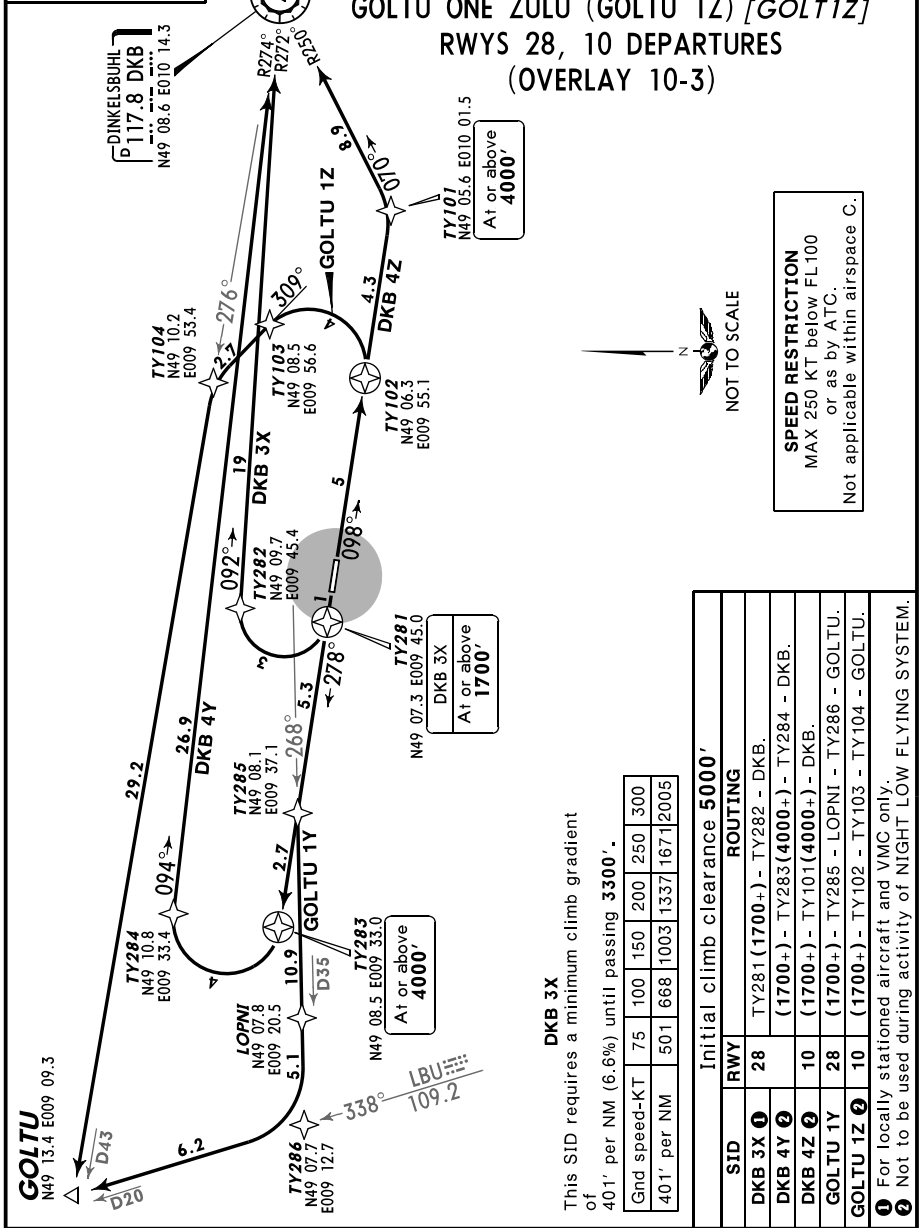 GOLTU ONE ZULU (GOLTU 1Z) [GOLT1Z]
RWYS 28, 10 DEPARTURES
(OVERLAY 10-3)
DINKELSBUHL
P 117.8 DKB
N49 08.6 E010 14.3
R274°
R272°
R250°
8.9
070°
TY101
N49 05.6 E010 01.5
At or above
4000'
4.3
DKB 4Z
GOLTU 1Z
4
309°
276°
2.7
TY104
N49 10.2
E009 53.4
TY103
N49 08.5
E009 56.6
TY102
N49 06.3
E009 55.1
19
DKB 3X
092°
TY282
N49 09.7
E009 45.4
5
098°
1
3
278°
TY281
N49 07.3 E009 45.0
DKB 3X
At or above
1700'
29.2
26.9
DKB 4Y
094°
5.3
268°
TY285
N49 08.1
E009 37.1
2.7
GOLTU 1Y
TY284
N49 10.8
E009 33.4
4
TY283
N49 08.5 E009 33.0
At or above
4000'
10.9
D35
LOPNI
N49 07.8
E009 20.5
5.1
338°
LBU
109.2
TY286
N49 07.7
E009 12.7
6.2
GOLTU
N49 13.4 E009 09.3
D43
D20
N
NOT TO SCALE
SPEED RESTRICTION
MAX 250 KT below FL100
or as by ATC.
Not applicable within airspace C.
DKB 3X
This SID requires a minimum climb gradient
of
401' per NM (6.6%) until passing 3300'.
Gnd speed-KT 75 100 150 200 250 300
401' per NM 501 668 1003 1337 1671 2005
Initial climb clearance 5000'
SID RWY ROUTING
DKB 3X ❶ 28 TY281(1700+) - TY282 - DKB.
DKB 4Y ❷ (1700+) - TY283(4000+) - TY284 - DKB.
DKB 4Z ❷ 10 (1700+) - TY101(4000+) - DKB.
GOLTU 1Y 28 (1700+) - TY285 - LOPNI - TY286 - GOLTU.
GOLTU 1Z ❷ 10 (1700+) - TY102 - TY103 - TY104 - GOLTU.
❶ For locally stationed aircraft and VMC only.
❷ Not to be used during activity of NIGHT LOW FLYING SYSTEM.